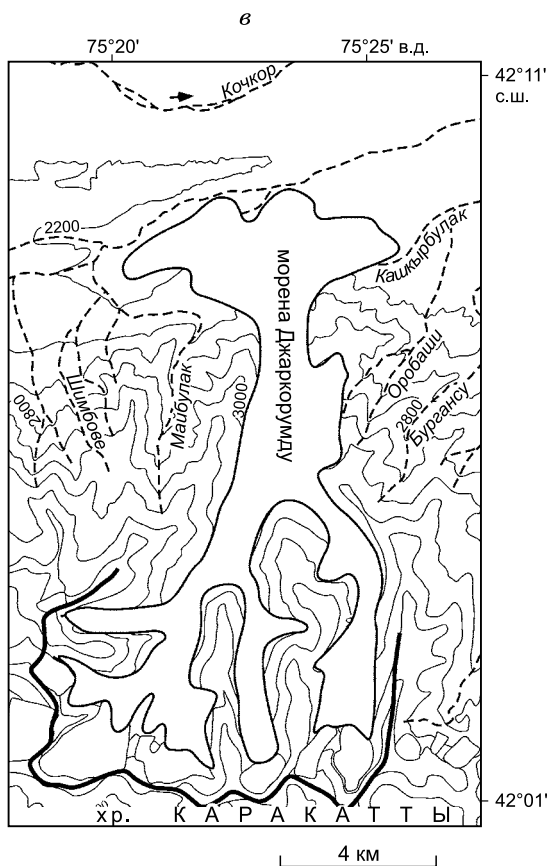 в
75°20' 75°25' в.д.
42°11'
с.ш.
Кочкор
2200
Кашкырбулак
морена Джаркорумду
Оробаши
2800
Бургансу
Шимбове
2800
Майбулак
3000
42°01'
хр. КАРАКАТТЫ
4 км